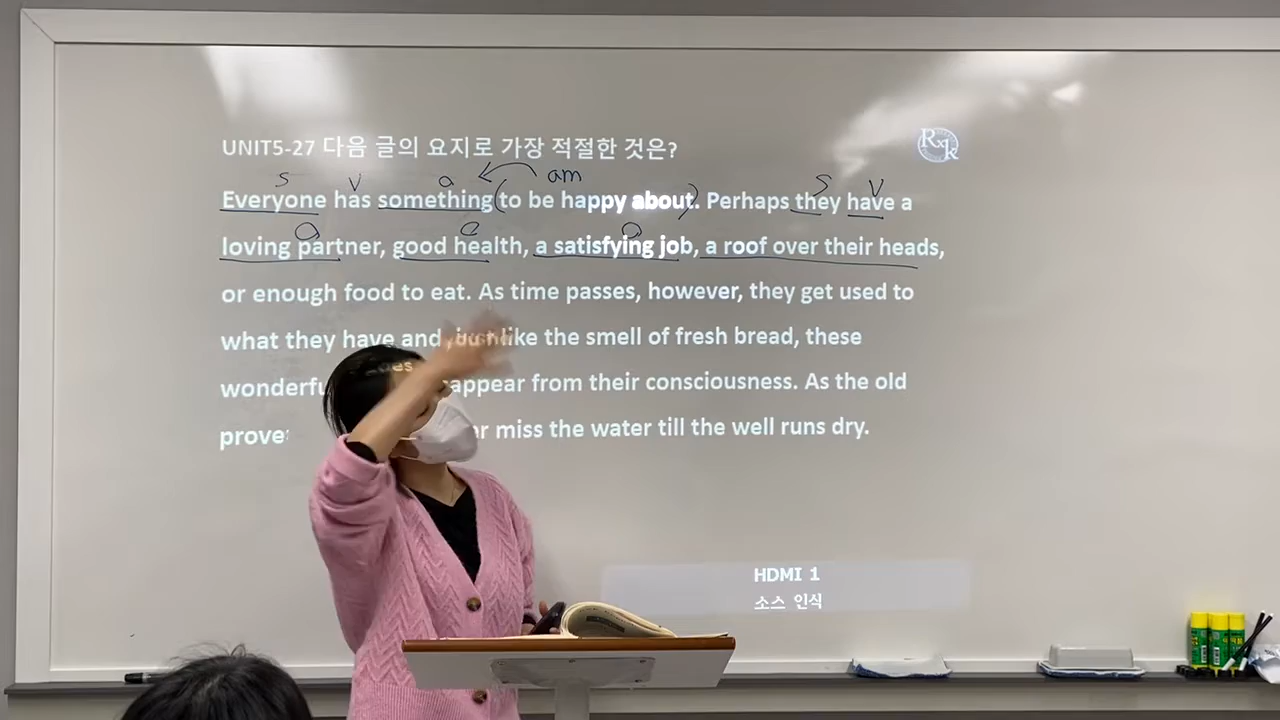 UNIT5-27 다음 글의 요지로 가장 적절한 것은?
RxK
S V o am S V
Everyone has something (to be happy about.) Perhaps they have a
loving partner, good health, a satisfying job, a roof over their heads,
or enough food to eat. As time passes, however, they get used to
what they have and, like the smell of fresh bread, these
appear from their consciousness. As the old
miss the water till the well runs dry.
HDMI 1
소스 인식